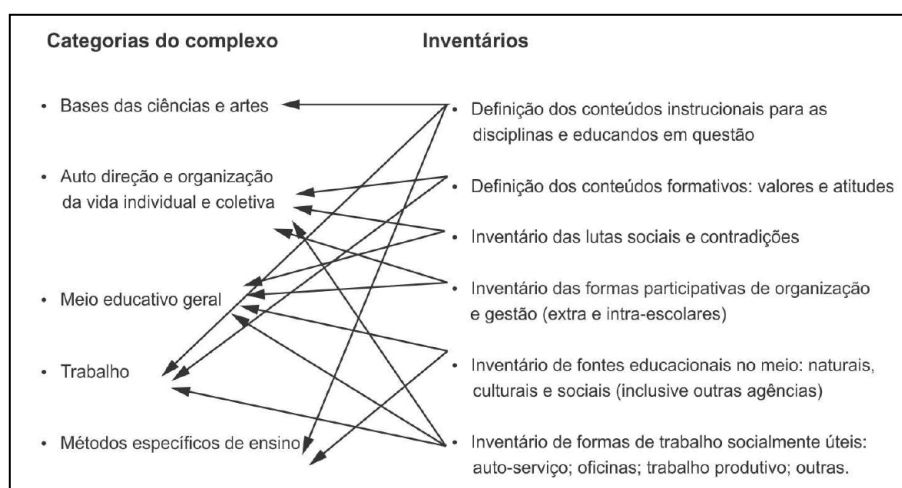 Categorias do complexo
• Bases das ciências e artes
• Auto direção e organização
da vida individual e coletiva
• Meio educativo geral
• Trabalho
• Métodos específicos de ensino
Inventários
• Definição dos conteúdos instrucionais para as
disciplinas e educandos em questão
• Definição dos conteúdos formativos: valores e atitudes
• Inventário das lutas sociais e contradições
• Inventário das formas participativas de organização
e gestão (extra e intra-escolares)
• Inventário de fontes educacionais no meio: naturais,
culturais e sociais (inclusive outras agências)
• Inventário de formas de trabalho socialmente úteis:
auto-serviço; oficinas; trabalho produtivo; outras.